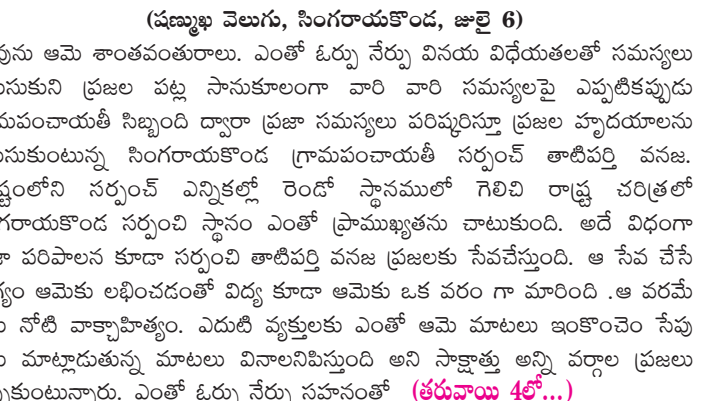 (షణ్ముఖ వెలుగు, సింగరాయకొండ, జులై 6)
ఆమె శాంతవంతురాలు. ఎంతో ఓర్పు నేర్పు వినయ విధేయతలతో సమస్యలు
ప్రజల పట్ల సానుకూలంగా వారి వారి సమస్యలపై ఎప్పటికప్పుడు
సిబ్బంది ద్వారా ప్రజా సమస్యలు పరిష్కరిస్తూ ప్రజల హృదయాలను
సింగరాయకొండ గ్రామపంచాయతీ సర్పంచ్ తాటిపర్తి వనజ.
సర్పంచ్ ఎన్నికల్లో రెండో స్థానములో గెలిచి రాష్ట్ర చరిత్రలో
సర్పంచి స్థానం ఎంతో ప్రాముఖ్యతను చాటుకుంది. అదే విధంగా
పరిపాలన కూడా సర్పంచి తాటిపర్తి వనజ ప్రజలకు సేవచేస్తుంది. ఆ సేవ చేసే
ఆమెకు లభించడంతో విద్య కూడా ఆమెకు ఒక వరం గా మారింది .ఆ వరమే
నోటి వాక్చాహిత్యం. ఎదుటి వ్యక్తులకు ఎంతో ఆమె మాటలు ఇంకొంచెం సేపు
మాట్లాడుతున్న మాటలు వినాలనిపిస్తుంది అని సాక్షాత్తు అన్ని వర్గాల ప్రజలు
ఎంతో ఓర్పు నేర్పు సహనంతో (తరువాయి 4లో...)